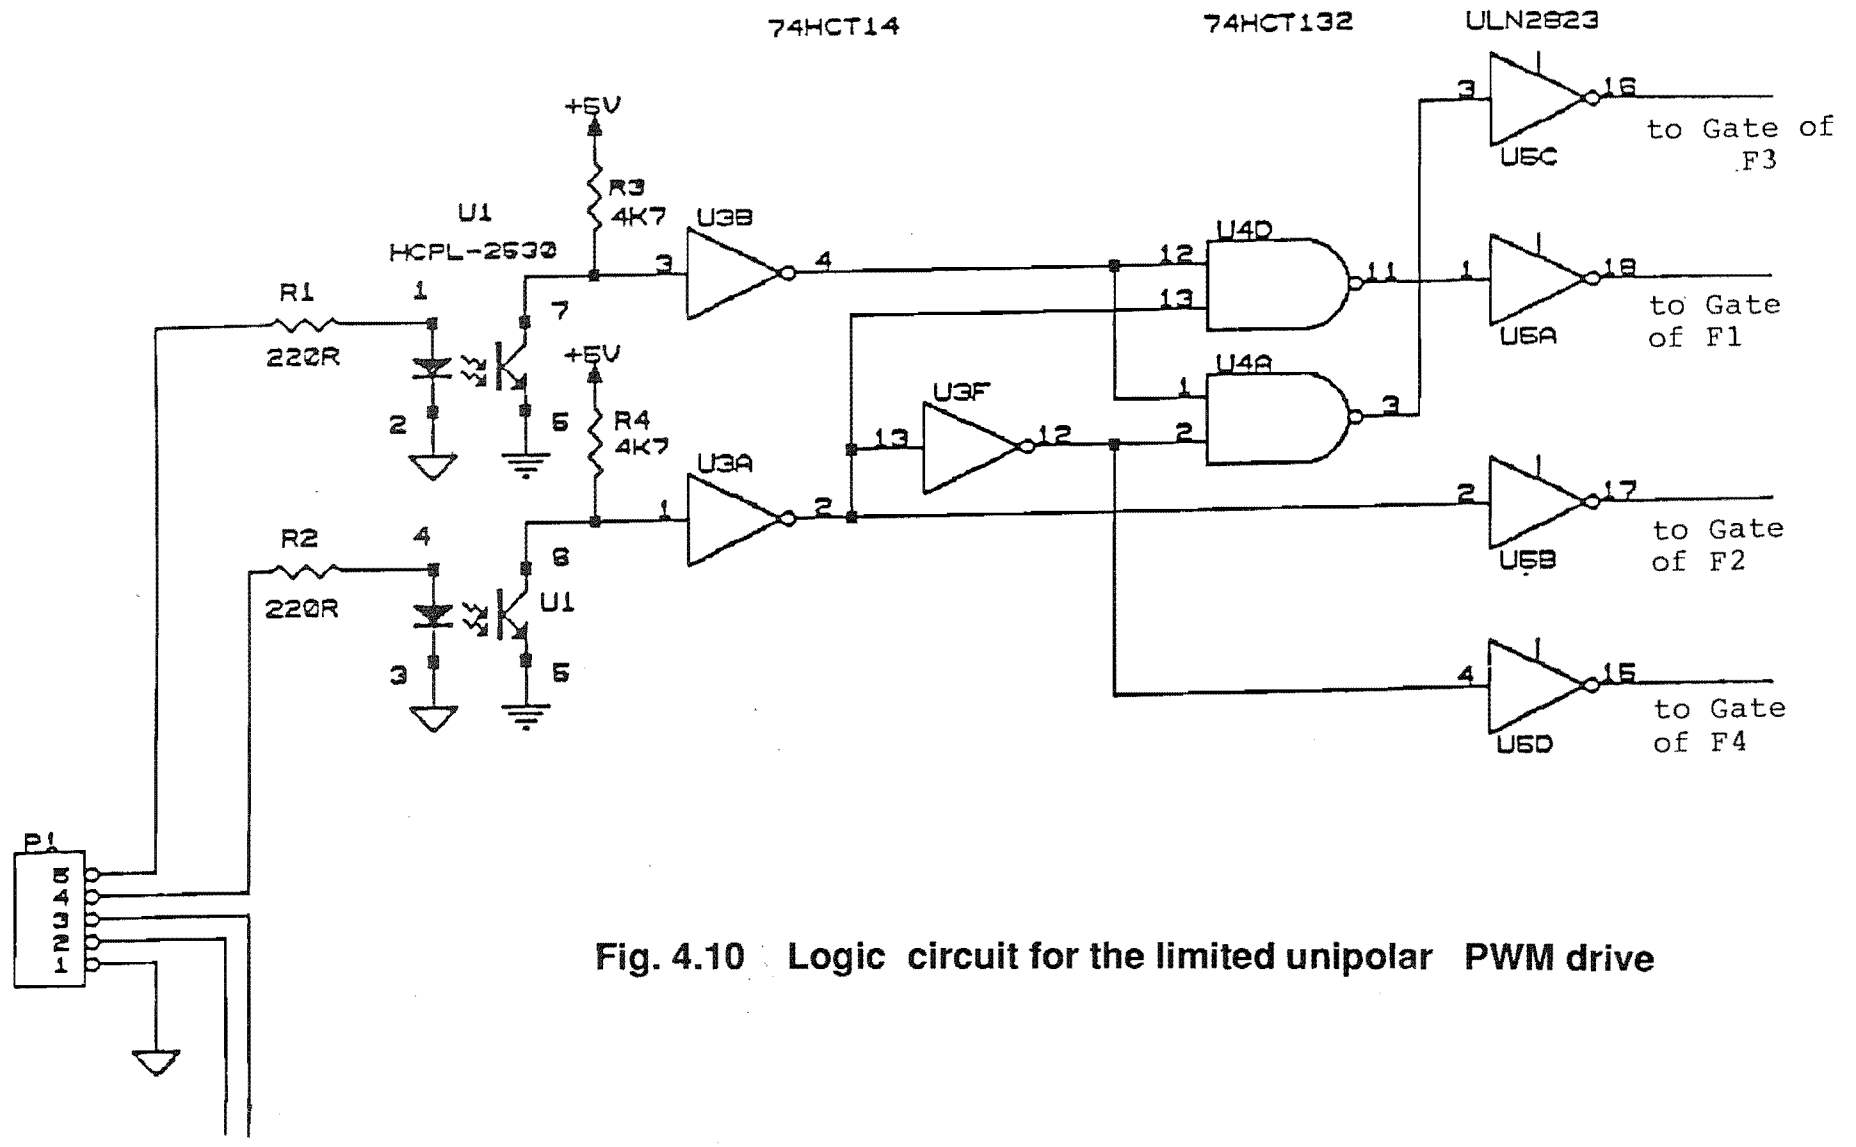 74HCT14
74HCT132
ULN2823
+5V
R3
4K7
U1
HCPL-2530
R1
220R
1
2
7
5
3
U3B
4
12
13
U4D
11
1
U5A
18
to Gate
of F1
3
U5C
16
to Gate of
F3
+5V
R4
4K7
U3F
13
12
U4A
1
2
3
R2
220R
4
3
8
U1
5
1
U3A
2
2
U5B
17
to Gate
of F2
4
U5D
15
to Gate
of F4
P1
5
4
3
2
1
Fig. 4.10 Logic circuit for the limited unipolar PWM drive